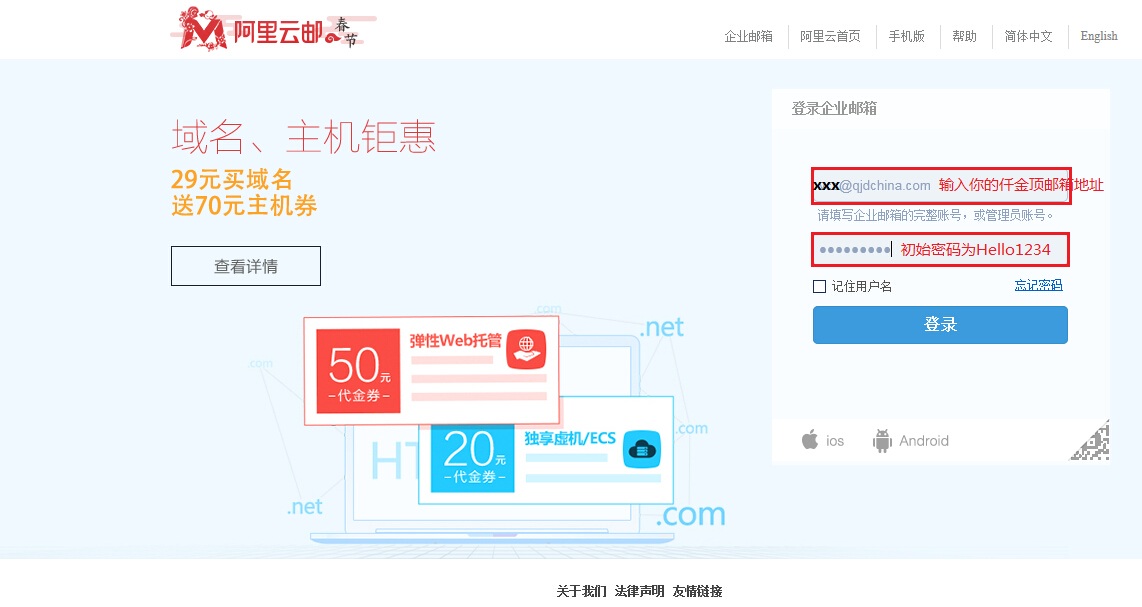 阿里云邮 春节
企业邮箱 阿里云首页 手机版 帮助 简体中文 English
域名、主机钜惠
29元买域名
送70元主机券
查看详情
登录企业邮箱
xxx@qjdchina.com 输入你的仟金顶邮箱地址
请填写企业邮箱的完整账号，或管理员账号。
初始密码为Hello1234
记住用户名 忘记密码
登录
ios Android
.com
.com
.net
50元
-代金券-
弹性Web托管
HT
20元
-代金券-
独享虚机/ECS
.com
.net
.com
关于我们 法律声明 友情链接